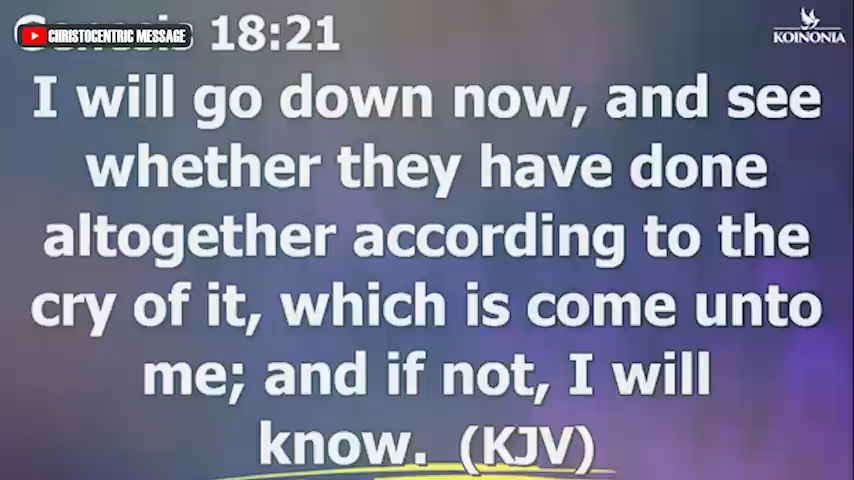 CHRISTOCENTRIC MESSAGE
18:21
KOINONIA
I will go down now, and see
whether they have done
altogether according to the
cry of it, which is come unto
me; and if not, I will
know. (KJV)